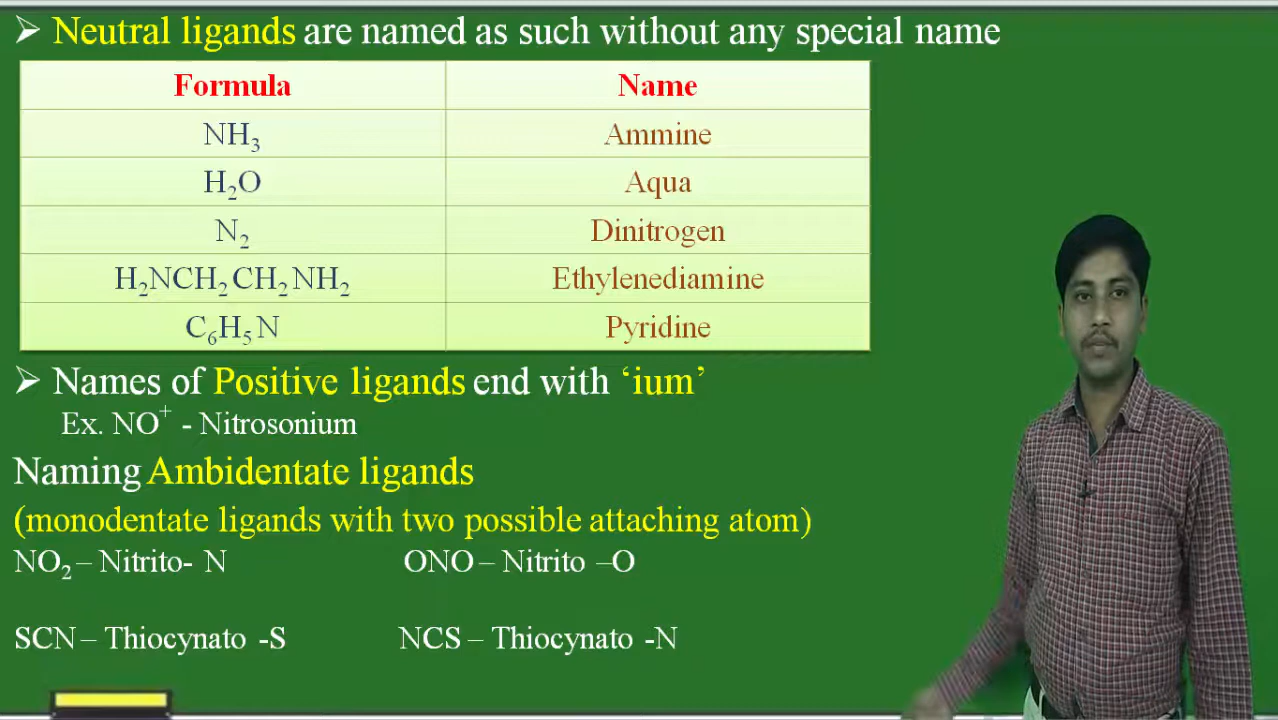 ➢ Neutral ligands are named as such without any special name
Formula Name
NH₃ Ammine
H₂O Aqua
N₂ Dinitrogen
H₂NCH₂CH₂NH₂ Ethylenediamine
C₆H₅N Pyridine
➢ Names of Positive ligands end with ‘ium’
Ex. NO⁺ - Nitrosonium
Naming Ambidentate ligands
(monodentate ligands with two possible attaching atom)
NO₂ – Nitrito- N ONO – Nitrito –O
SCN – Thiocynato -S NCS – Thiocynato -N